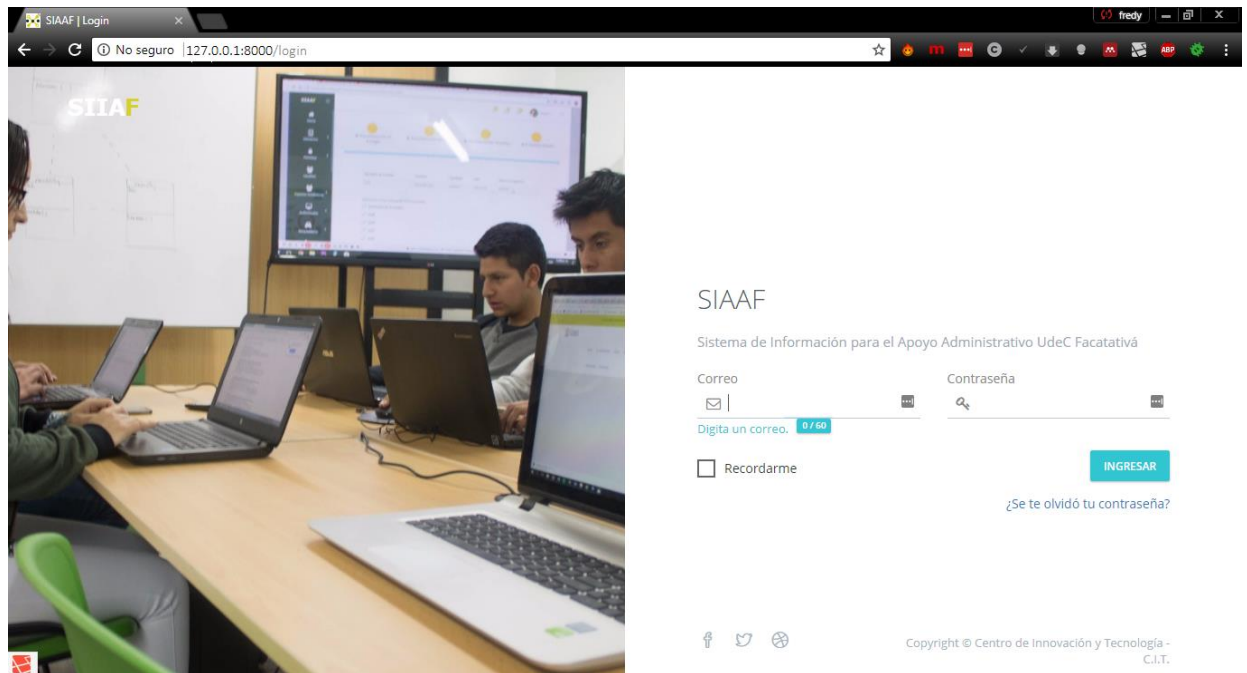 SIAAF | Login
fredy
No seguro | 127.0.0.1:8000/login
ABP
SIIAF
SIAAF
Sistema de Información para el Apoyo Administrativo UdeC Facatativá
Correo Contraseña
Digita un correo. 0 / 60
Recordarme
INGRESAR
¿Se te olvidó tu contraseña?
Copyright © Centro de Innovación y Tecnología -
C.I.T.